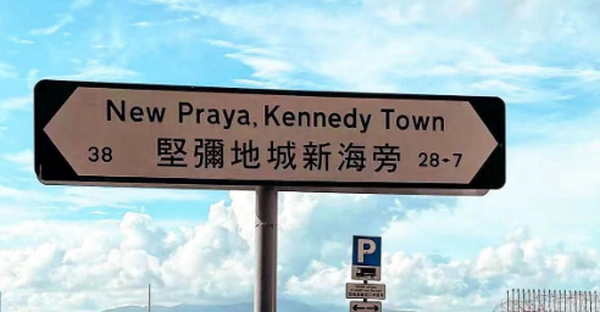 New Praya, Kennedy Town
38 堅彌地城新海旁 28-7
P